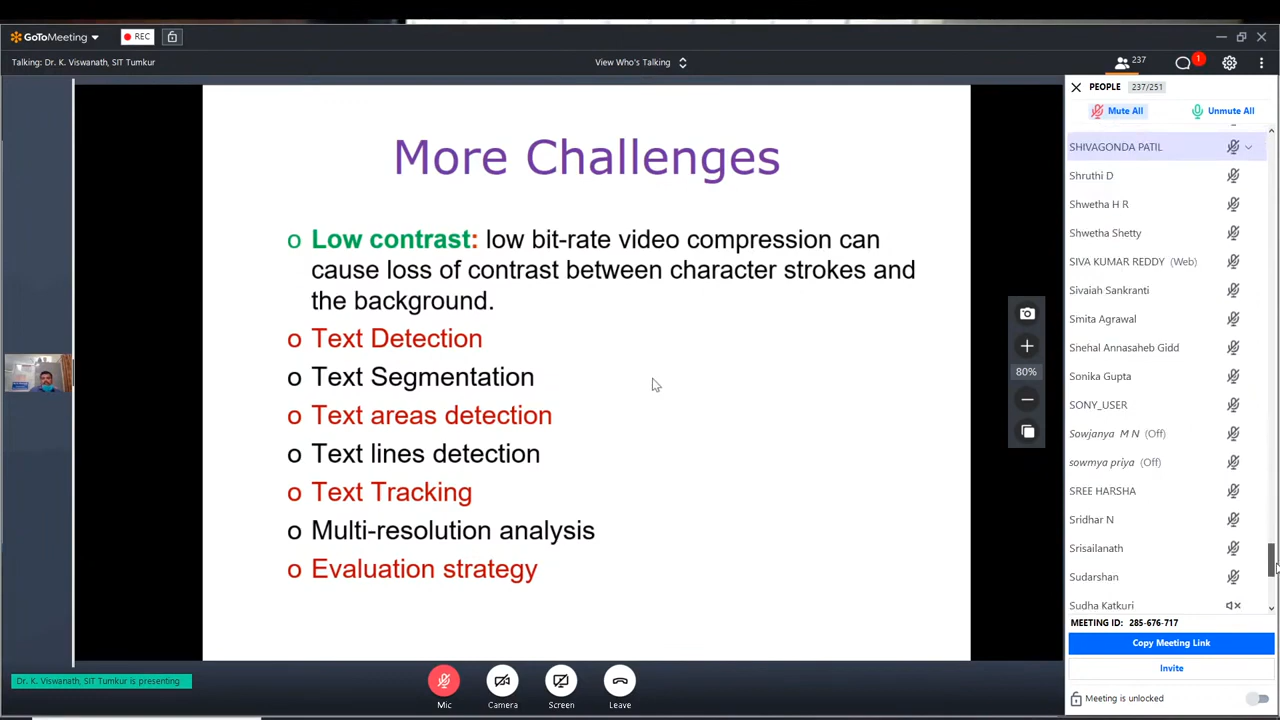 GoToMeeting
REC
Talking: Dr. K. Viswanath, SIT Tumkur
View Who's Talking
237
1
More Challenges
o Low contrast: low bit-rate video compression can
cause loss of contrast between character strokes and
the background.
o Text Detection
o Text Segmentation
o Text areas detection
o Text lines detection
o Text Tracking
o Multi-resolution analysis
o Evaluation strategy
80%
PEOPLE 237/251
Mute All
Unmute All
SHIVAGONDA PATIL
Shruthi D
Shwetha H R
Shwetha Shetty
SIVA KUMAR REDDY (Web)
Sivaiah Sankranti
Smita Agrawal
Snehal Annasaheb Gidd
Sonika Gupta
SONY_USER
Sowjanya M N (Off)
sowmya priya (Off)
SREE HARSHA
Sridhar N
Srisailanath
Sudarshan
Sudha Katkuri
MEETING ID: 285-676-717
Copy Meeting Link
Invite
Meeting is unlocked
Dr. K. Viswanath, SIT Tumkur is presenting
Mic
Camera
Screen
Leave